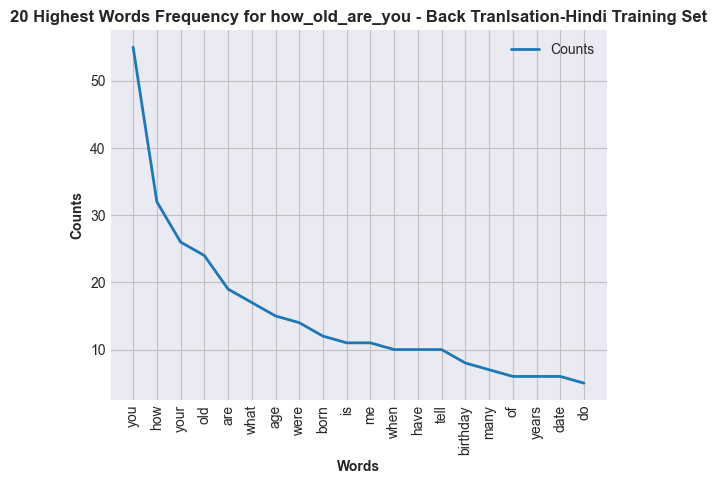 20 Highest Words Frequency for how_old_are_you - Back Tranlsation-Hindi Training Set
Counts
50
40
30
20
10
Counts
you
how
your
old
are
what
age
were
born
is
me
when
have
tell
birthday
many
of
years
date
do
Words